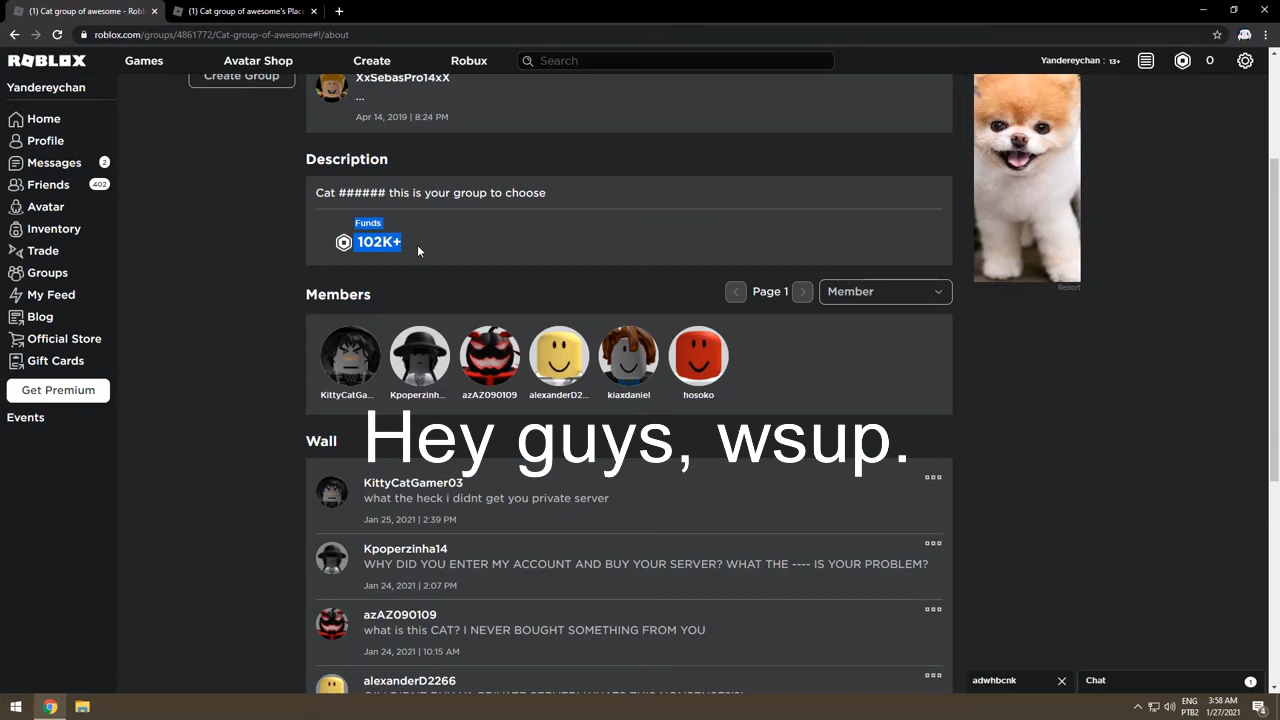 (1) Cat group of awesome - Robl
(1) Cat group of awesome's Place
roblox.com/groups/4861772/Cat-group-of-awesome#!/about
ROBLOX
Games
Avatar Shop
Create
Robux
Search
Yandereychan : 13+
0
Yandereychan
Home
Profile
Messages 2
Friends 402
Avatar
Inventory
Trade
Groups
My Feed
Blog
Official Store
Gift Cards
Get Premium
Events
Create Group
XxSebasPro14xX
...
Apr 14, 2019 | 8:24 PM
Description
Cat ###### this is your group to choose
Funds
102K+
Members
Page 1
Member
KittyCatGa...
Kpoperzinh...
azAZ090109
alexanderD2...
kiaxdaniel
hosoko
Hey guys, wsup.
Wall
KittyCatGamer03
what the heck i didnt get you private server
Jan 25, 2021 | 2:39 PM
Kpoperzinha14
WHY DID YOU ENTER MY ACCOUNT AND BUY YOUR SERVER? WHAT THE ---- IS YOUR PROBLEM?
Jan 24, 2021 | 2:07 PM
azAZ090109
what is this CAT? I NEVER BOUGHT SOMETHING FROM YOU
Jan 24, 2021 | 10:15 AM
alexanderD2266
Report
adwhbcnk
Chat
1
ENG
PTB2
3:58 AM
1/27/2021
4